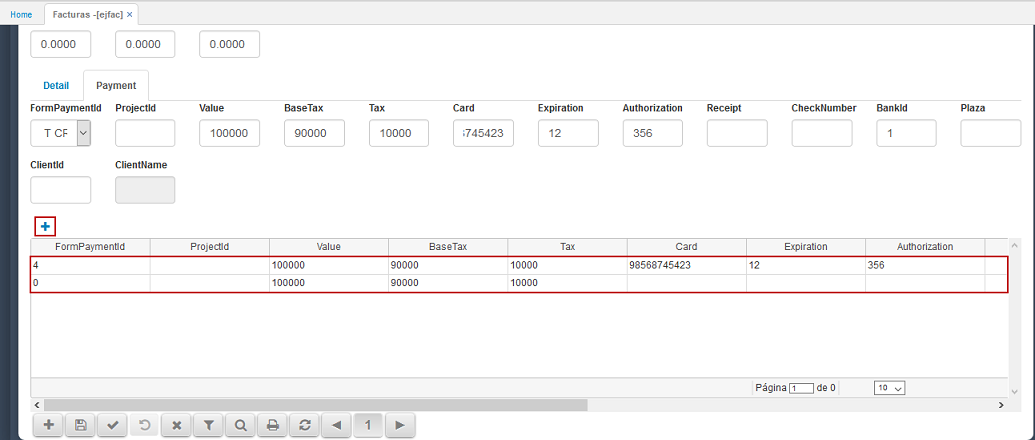 Home Facturas -[ejfac] ×
0.0000 0.0000 0.0000
Detail Payment
FormPaymentId ProjectId Value BaseTax Tax Card Expiration Authorization Receipt CheckNumber BankId Plaza
T CF 100000 90000 10000 745423 12 356 1
ClientId ClientName
FormPaymentId ProjectId Value BaseTax Tax Card Expiration Authorization
4 100000 90000 10000 98568745423 12 356
0 100000 90000 10000
Página 1 de 0 10
1